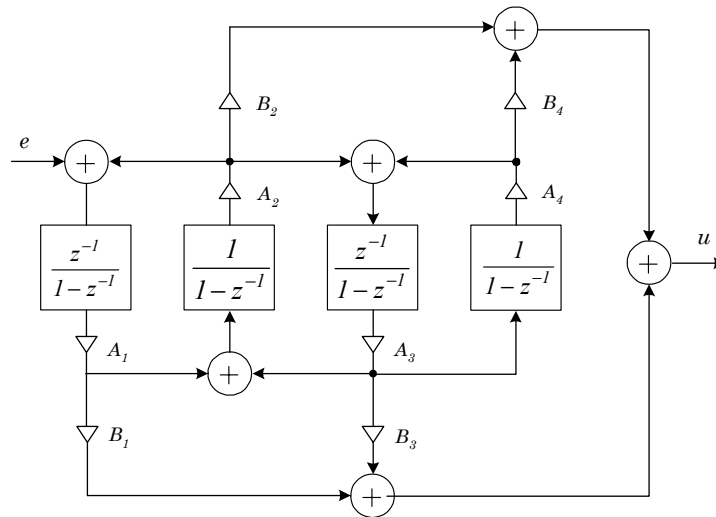 B₂
B₄
e
A₂
A₄
u
z⁻¹
1 – z⁻¹
1
1 – z⁻¹
z⁻¹
1 – z⁻¹
1
1 – z⁻¹
A₁
A₃
B₁
B₃